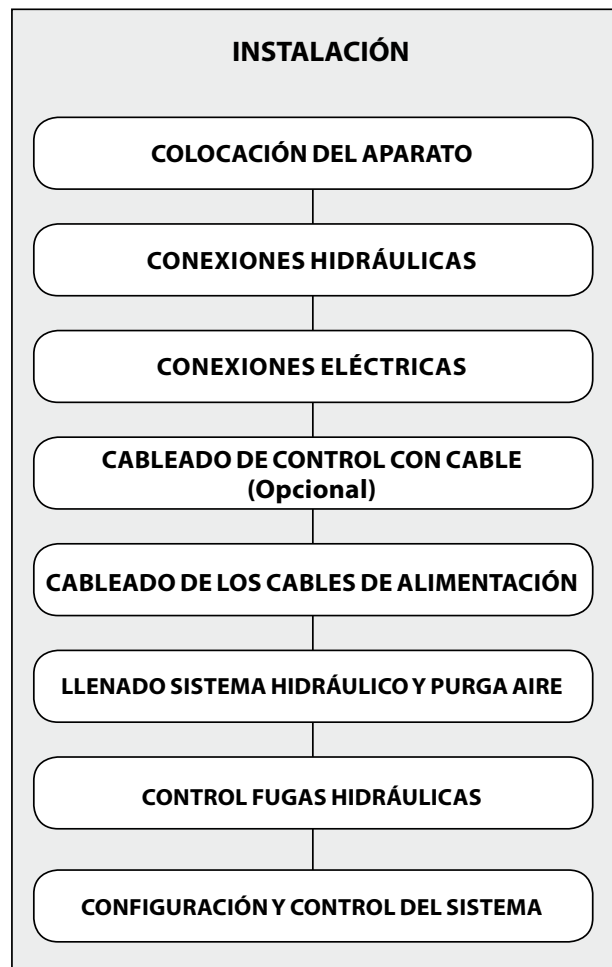 INSTALACIÓN
COLOCACIÓN DEL APARATO
CONEXIONES HIDRÁULICAS
CONEXIONES ELÉCTRICAS
CABLEADO DE CONTROL CON CABLE
(Opcional)
CABLEADO DE LOS CABLES DE ALIMENTACIÓN
LLENADO SISTEMA HIDRÁULICO Y PURGA AIRE
CONTROL FUGAS HIDRÁULICAS
CONFIGURACIÓN Y CONTROL DEL SISTEMA